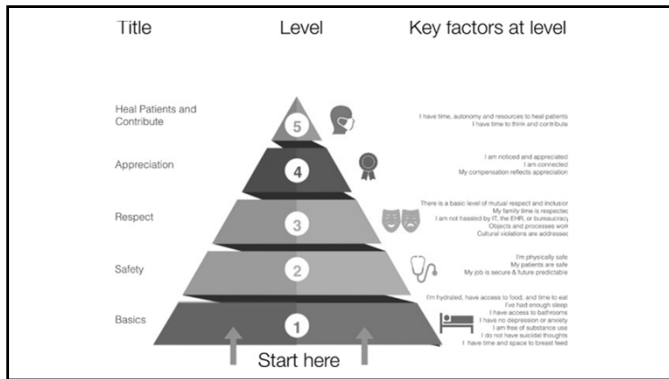 Title Level Key factors at level
Heal Patients and
Contribute
5
I have time, autonomy and resources to heal patients
I have time to think and contribute
Appreciation
4
I am noticed and appreciated
I am connected
My compensation reflects appreciation
Respect
3
There is a basic level of mutual respect and inclusion
My family time is respected
I am not hassled by IT, the EHR, or bureaucracy
Objects and processes work
Cultural violations are addressed
Safety
2
I'm physically safe
My patients are safe
My job is secure & future predictable
Basics
1
I'm hydrated, have access to food, and time to eat
I've had enough sleep
I have access to bathrooms
I have no depression or anxiety
I am free of substance use
I do not have suicidal thoughts
I have time and space to breast feed
Start here